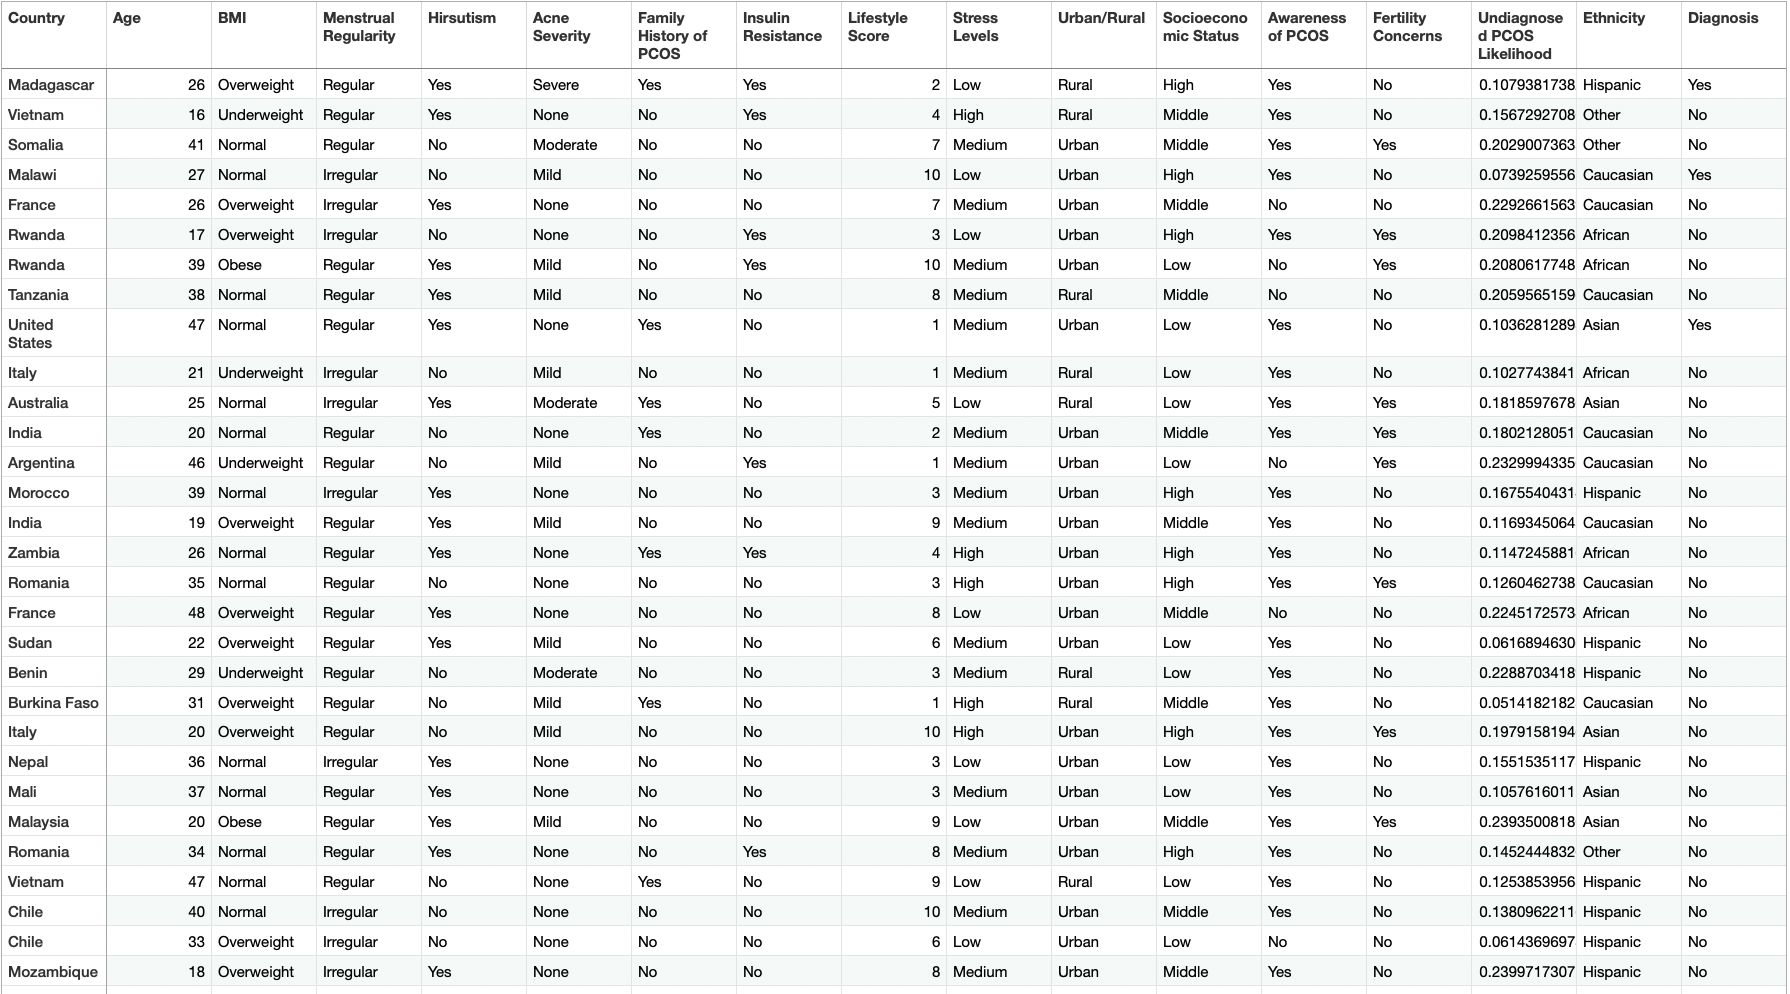 Country Age BMI Menstrual Regularity Hirsutism Acne Severity Family History of PCOS Insulin Resistance Lifestyle Score Stress Levels Urban/Rural Socioeconomic Status Awareness of PCOS Fertility Concerns Undiagnosed PCOS Likelihood Ethnicity Diagnosis
Madagascar 26 Overweight Regular Yes Severe Yes Yes 2 Low Rural High Yes No 0.1079381738 Hispanic Yes
Vietnam 16 Underweight Regular Yes None No Yes 4 High Rural Middle Yes No 0.1567292708 Other No
Somalia 41 Normal Regular No Moderate No No 7 Medium Urban Middle Yes Yes 0.2029007363 Other No
Malawi 27 Normal Irregular No Mild No No 10 Low Urban High Yes No 0.0739259556 Caucasian Yes
France 26 Overweight Irregular Yes None No No 7 Medium Urban Middle No No 0.2292661563 Caucasian No
Rwanda 17 Overweight Irregular No None No Yes 3 Low Urban High Yes Yes 0.2098412356 African No
Rwanda 39 Obese Regular Yes Mild No Yes 10 Medium Urban Low No Yes 0.2080617748 African No
Tanzania 38 Normal Regular Yes Mild No No 8 Medium Rural Middle No No 0.2059565159 Caucasian No
United States 47 Normal Regular Yes None Yes No 1 Medium Urban Low Yes No 0.1036281289 Asian Yes
Italy 21 Underweight Irregular No Mild No No 1 Medium Rural Low Yes No 0.1027743841 African No
Australia 25 Normal Irregular Yes Moderate Yes No 5 Low Rural Low Yes Yes 0.1818597678 Asian No
India 20 Normal Regular No None Yes No 2 Medium Urban Middle Yes Yes 0.1802128051 Caucasian No
Argentina 46 Underweight Regular No Mild No Yes 1 Medium Urban Low No Yes 0.2329994335 Caucasian No
Morocco 39 Normal Irregular Yes None No No 3 Medium Urban High Yes No 0.1675540431 Hispanic No
India 19 Overweight Regular Yes Mild No No 9 Medium Urban Middle Yes No 0.1169345064 Caucasian No
Zambia 26 Normal Regular Yes None Yes Yes 4 High Urban High Yes No 0.1147245881 African No
Romania 35 Normal Regular No None No No 3 High Urban High Yes Yes 0.1260462738 Caucasian No
France 48 Overweight Regular Yes None No No 8 Low Urban Middle No No 0.2245172573 African No
Sudan 22 Overweight Regular Yes Mild No No 6 Medium Urban Low Yes No 0.0616894630 Hispanic No
Benin 29 Underweight Regular No Moderate No No 3 Medium Rural Low Yes No 0.2288703418 Hispanic No
Burkina Faso 31 Overweight Regular No Mild Yes No 1 High Rural Middle Yes No 0.0514182182 Caucasian No
Italy 20 Overweight Regular No Mild No No 10 High Urban High Yes Yes 0.1979158194 Asian No
Nepal 36 Normal Irregular Yes None No No 3 Low Urban Low Yes No 0.1551535117 Hispanic No
Mali 37 Normal Regular Yes None No No 3 Medium Urban Low Yes No 0.1057616011 Asian No
Malaysia 20 Obese Regular Yes Mild No No 9 Low Urban Middle Yes Yes 0.2393500818 Asian No
Romania 34 Normal Regular Yes None No Yes 8 Medium Urban High Yes No 0.1452444832 Other No
Vietnam 47 Normal Regular No None Yes No 9 Low Rural Low Yes No 0.1253853956 Hispanic No
Chile 40 Normal Irregular No None No No 10 Medium Urban Middle Yes No 0.1380962211 Hispanic No
Chile 33 Overweight Irregular No None No No 6 Low Urban Low No No 0.0614369697 Hispanic No
Mozambique 18 Overweight Irregular Yes None No No 8 Medium Urban Middle Yes No 0.2399717307 Hispanic No